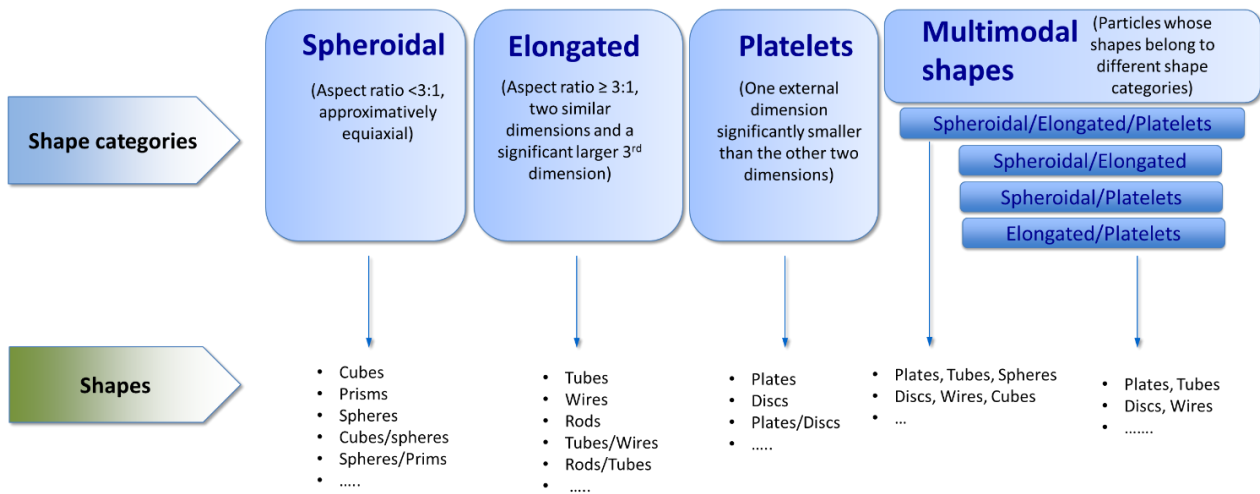 Shape categories
Spheroidal
(Aspect ratio <3:1,
approximatively
equiaxial)
Elongated
(Aspect ratio ≥ 3:1,
two similar
dimensions and a
significant larger 3rd
dimension)
Platelets
(One external
dimension
significantly smaller
than the other two
dimensions)
Multimodal
shapes
(Particles whose
shapes belong to
different shape
categories)
Spheroidal/Elongated/Platelets
Spheroidal/Elongated
Spheroidal/Platelets
Elongated/Platelets
Shapes
• Cubes
• Prisms
• Spheres
• Cubes/spheres
• Spheres/Prims
• …..
• Tubes
• Wires
• Rods
• Tubes/Wires
• Rods/Tubes
• …..
• Plates
• Discs
• Plates/Discs
• …..
• Plates, Tubes, Spheres
• Discs, Wires, Cubes
• …
• Plates, Tubes
• Discs, Wires
• …….